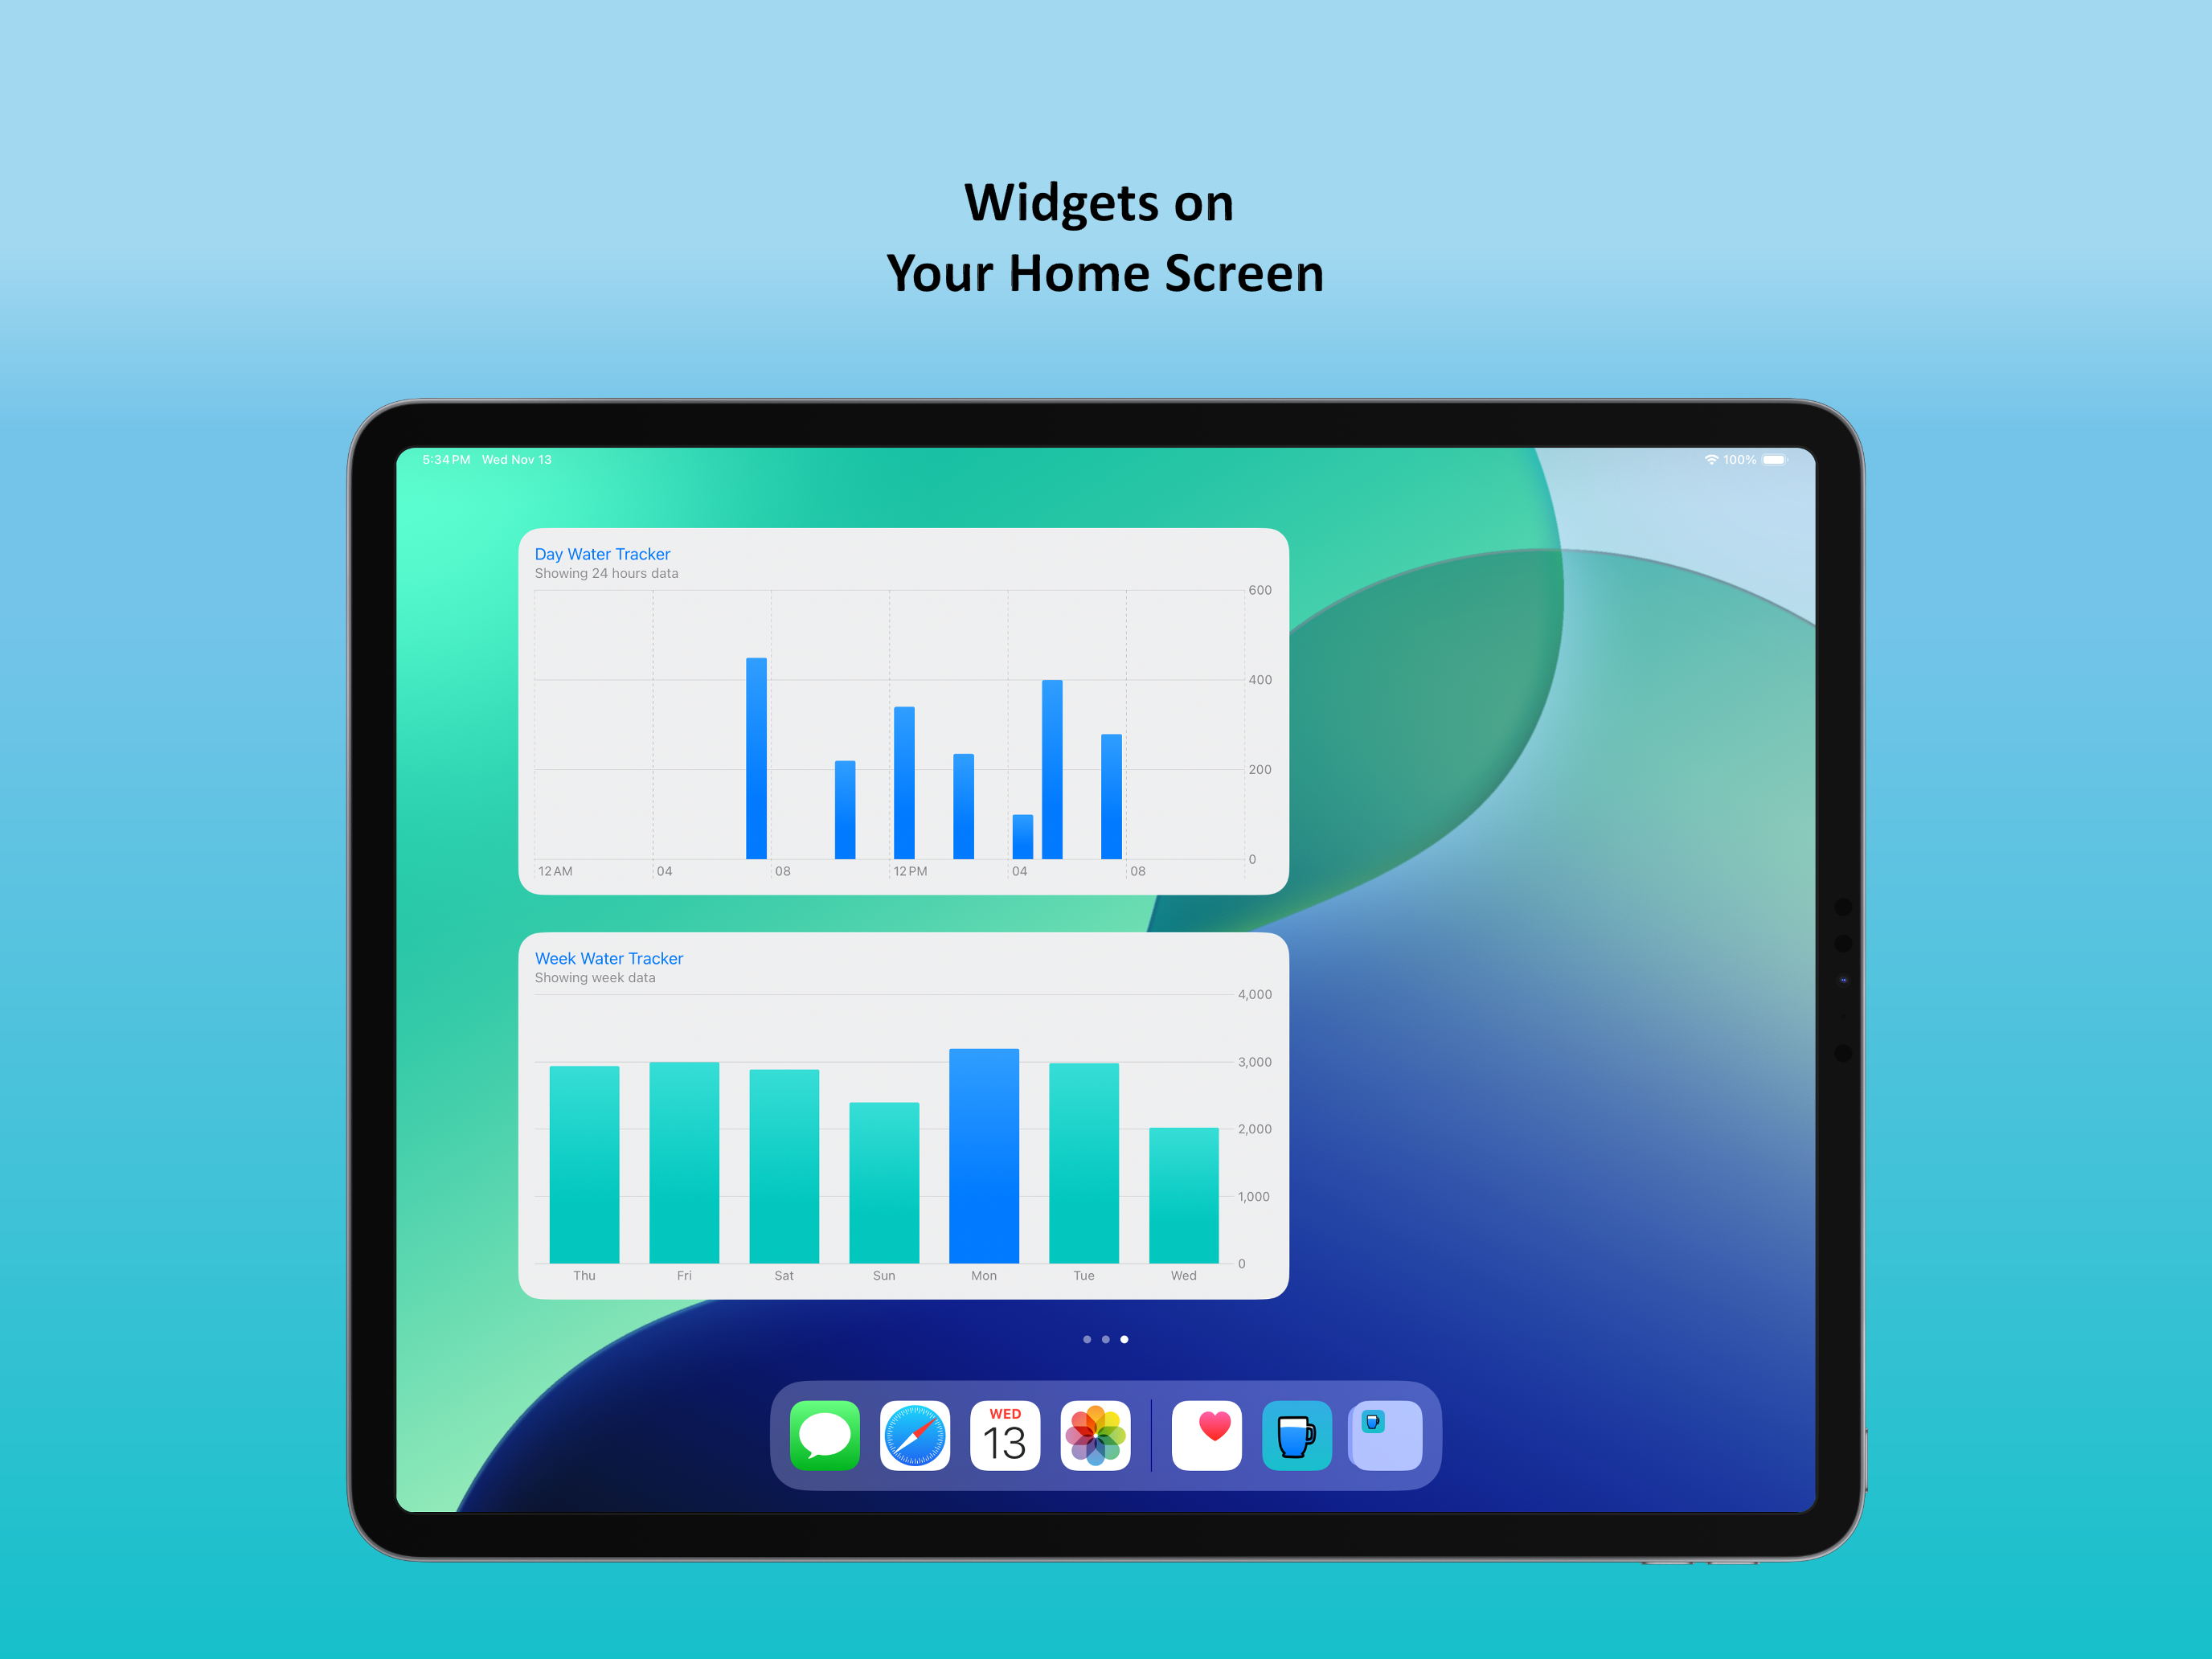 Widgets on
Your Home Screen
5:34 PM Wed Nov 13
100%
Day Water Tracker
Showing 24 hours data
600
400
200
0
12 AM 04 08 12 PM 04 08
Week Water Tracker
Showing week data
4,000
3,000
2,000
1,000
0
Thu Fri Sat Sun Mon Tue Wed
WED
13